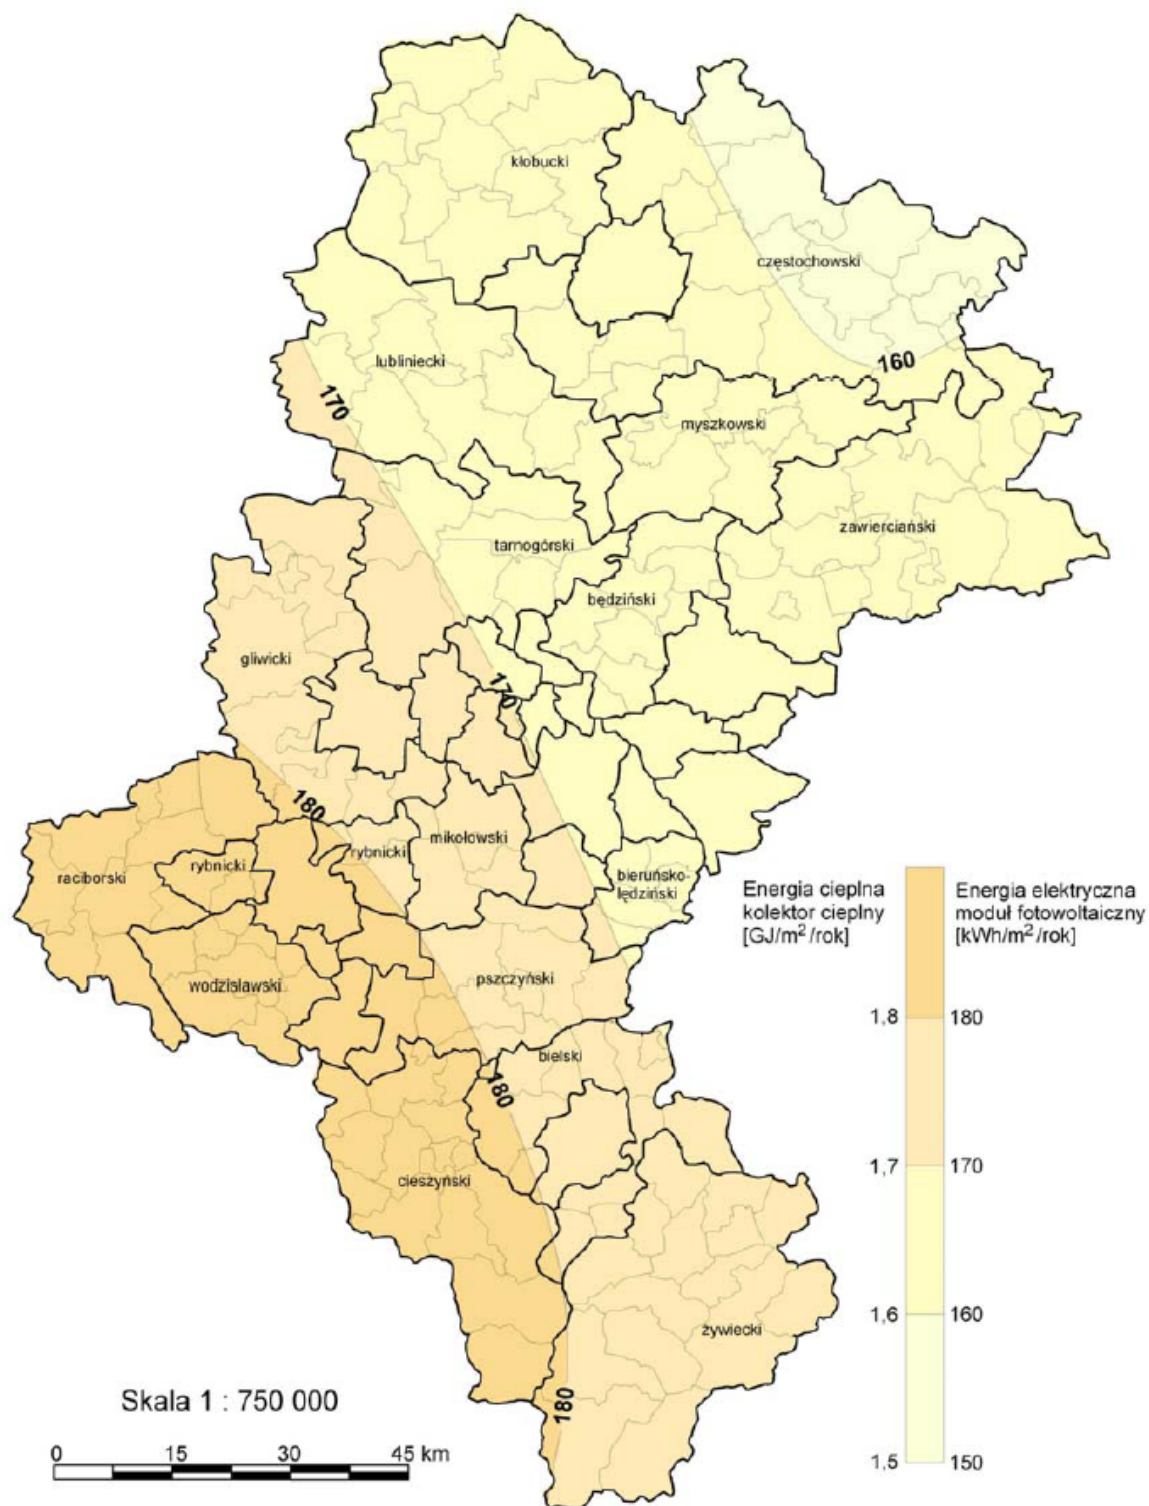 kłobucki
częstochowski
160
lubliniecki
170
myszkowski
zawierciański
tarnogórski
będziński
gliwicki
170
180
mikołowski
rybnicki
rybnicki
raciborski
bieruńsko-
lędziński
wodzisławski
pszczyński
bielski
180
cieszyński
żywiecki
180
Energia cieplna
kolektor cieplny
[GJ/m²/rok]
Energia elektryczna
moduł fotowoltaiczny
[kWh/m²/rok]
1,8 180
1,7 170
1,6 160
1,5 150
Skala 1 : 750 000
0 15 30 45 km